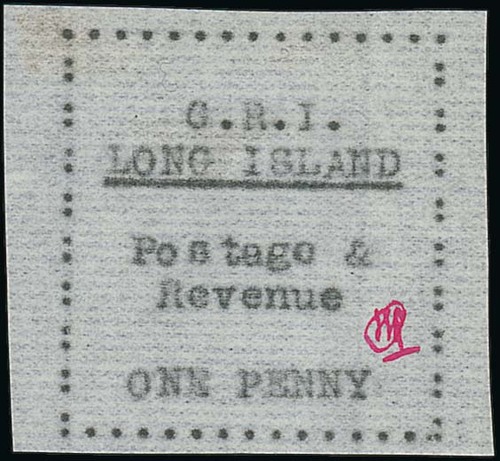 G.R.I.
LONG ISLAND
Postage &
Revenue
ONE PENNY